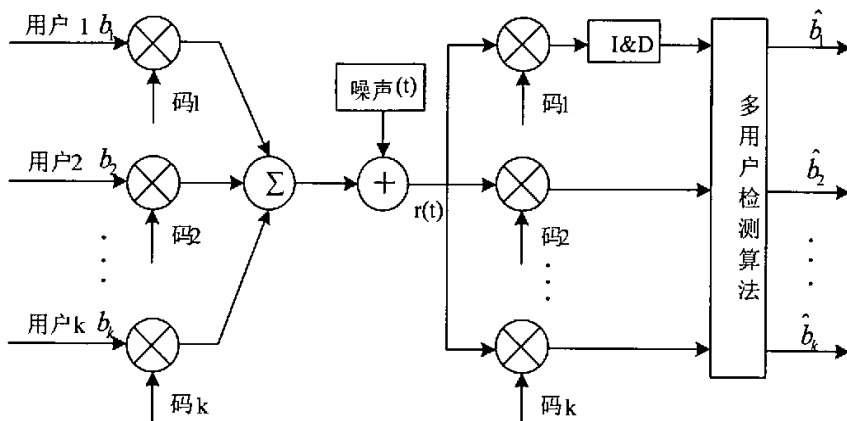 用户 1 b₁
码1
用户2 b₂
码2
用户k bₖ
码k
Σ
噪声(t)
+
r(t)
码1
I&D
码2
码k
多用户检测算法
b̂₁
b̂₂
b̂ₖ